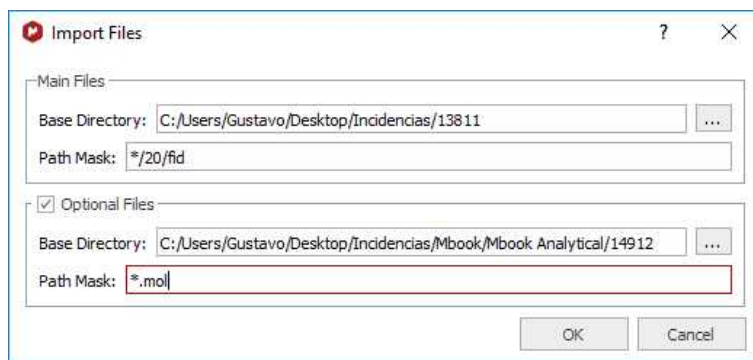 Import Files
?
Main Files
Base Directory: C:/Users/Gustavo/Desktop/Incidencias/13811 ...
Path Mask: */20/fid
Optional Files
Base Directory: C:/Users/Gustavo/Desktop/Incidencias/Mbook/Mbook Analytical/14912 ...
Path Mask: *.mol
OK Cancel